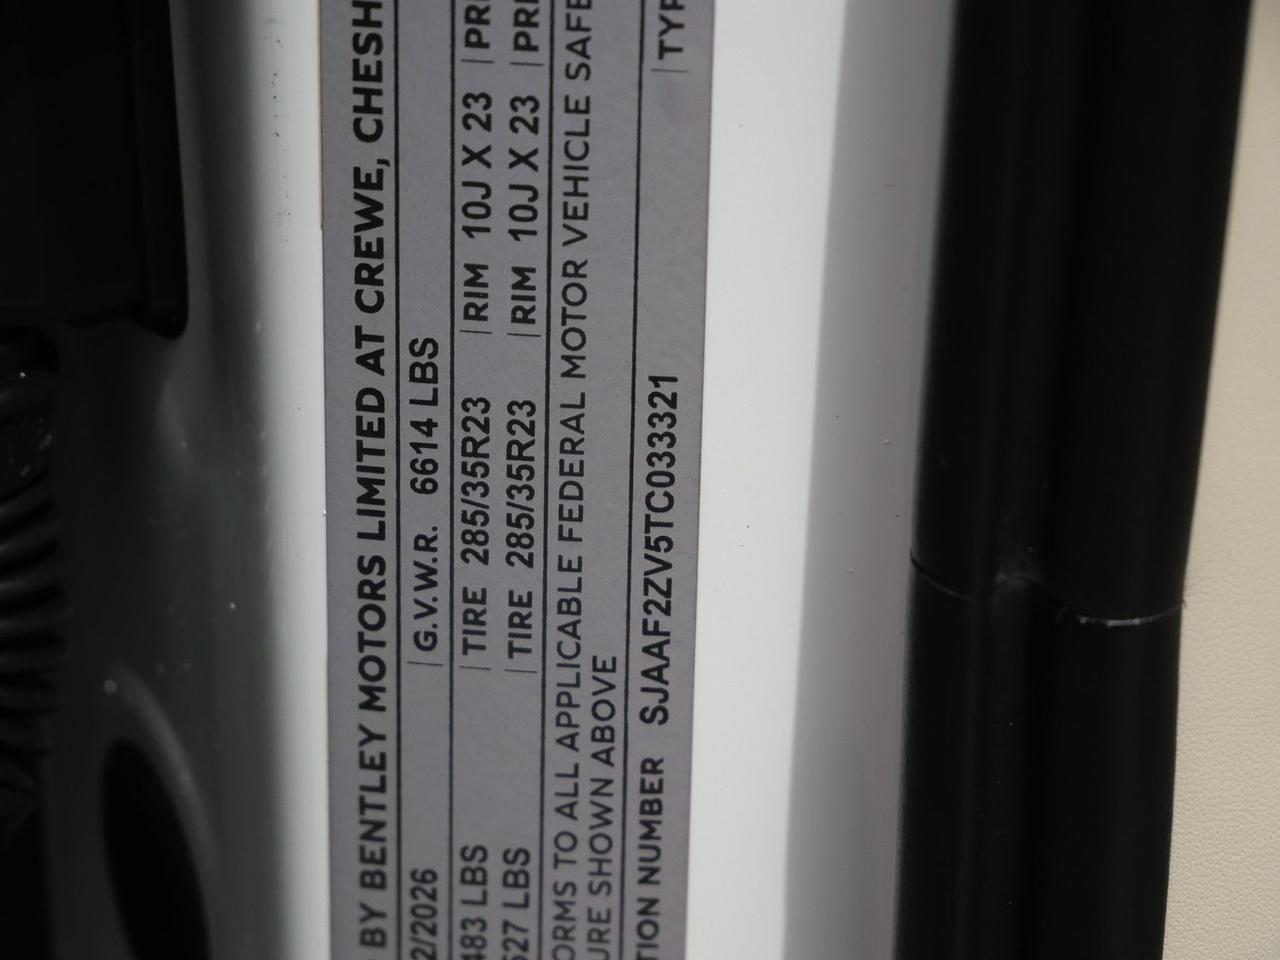 BY BENTLEY MOTORS LIMITED AT CREWE, CHESH
2/2026 G.V.W.R. 6614 LBS
483 LBS TIRE 285/35R23 RIM 10J X 23 PRE
527 LBS TIRE 285/35R23 RIM 10J X 23 PRE
ORMS TO ALL APPLICABLE FEDERAL MOTOR VEHICLE SAFE
URE SHOWN ABOVE
TION NUMBER SJAAF2ZV5TC033321 TYP